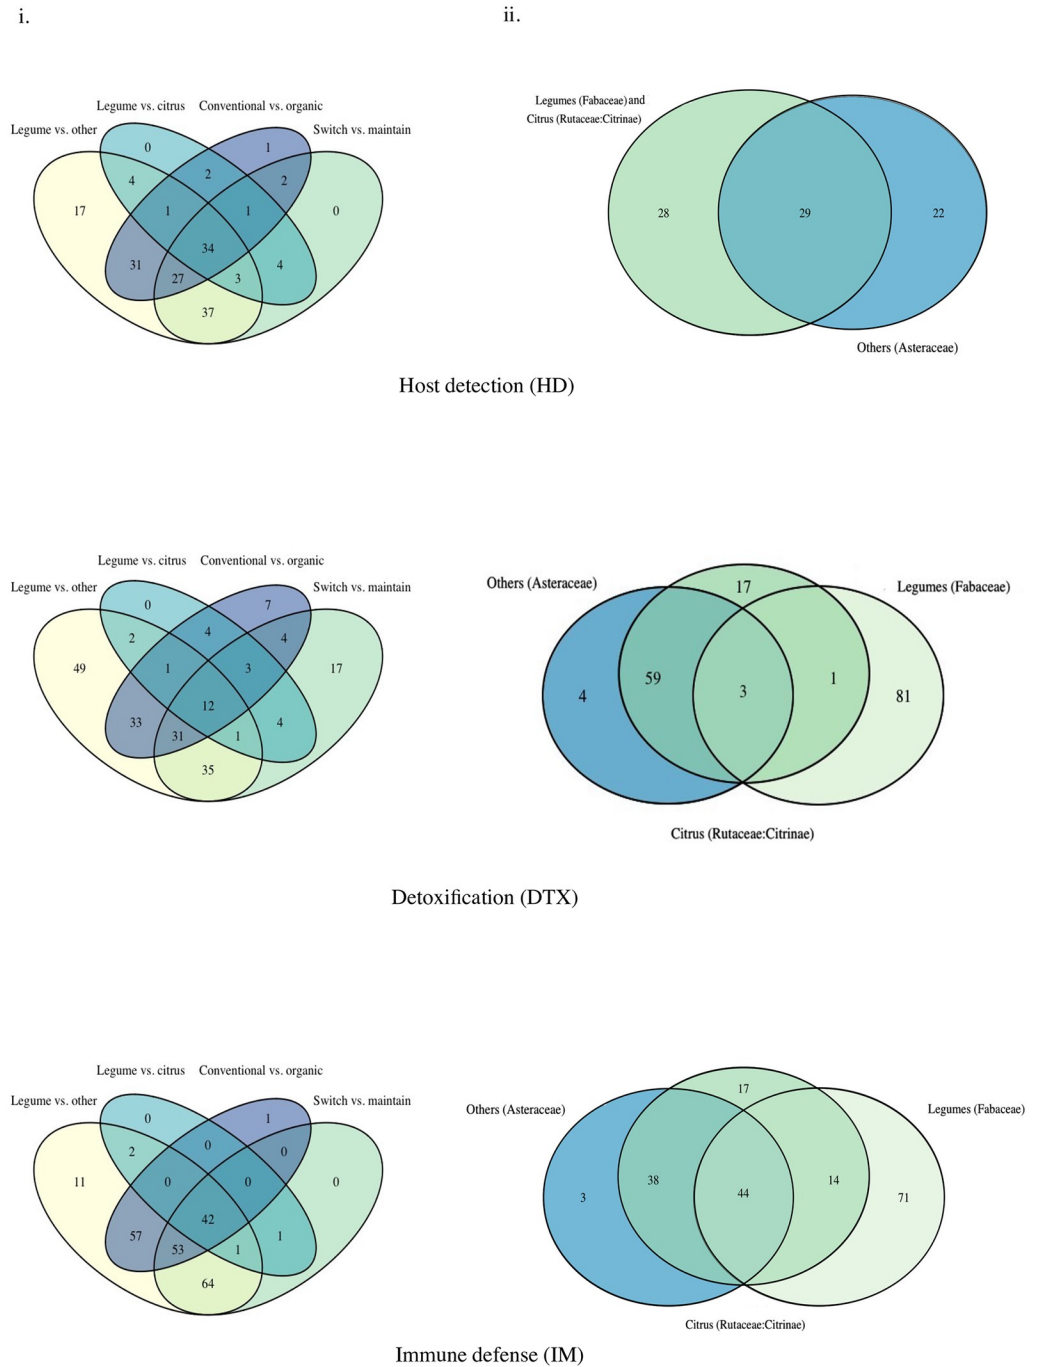 i.
ii.
Legume vs. citrus
Conventional vs. organic
Legume vs. other
Switch vs. maintain
0
1
4
2
2
17
1
1
0
34
31
27
3
4
37
Legumes (Fabaceae) and
Citrus (Rutaceae:Citrinae)
28
29
22
Others (Asteraceae)
Host detection (HD)
Legume vs. citrus
Conventional vs. organic
Legume vs. other
Switch vs. maintain
0
7
2
4
4
49
1
3
17
12
33
31
1
4
35
Others (Asteraceae)
17
Legumes (Fabaceae)
4
59
3
1
81
Citrus (Rutaceae:Citrinae)
Detoxification (DTX)
Legume vs. citrus
Conventional vs. organic
Legume vs. other
Switch vs. maintain
0
1
2
0
0
11
0
0
0
42
57
53
1
1
64
Others (Asteraceae)
17
Legumes (Fabaceae)
3
38
44
14
71
Citrus (Rutaceae:Citrinae)
Immune defense (IM)